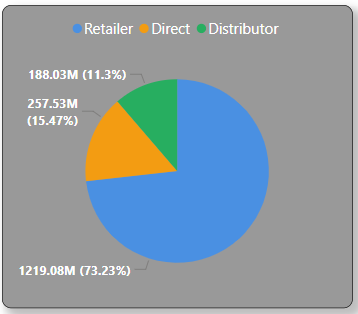 Retailer Direct Distributor
188.03M (11.3%)
257.53M
(15.47%)
1219.08M (73.23%)